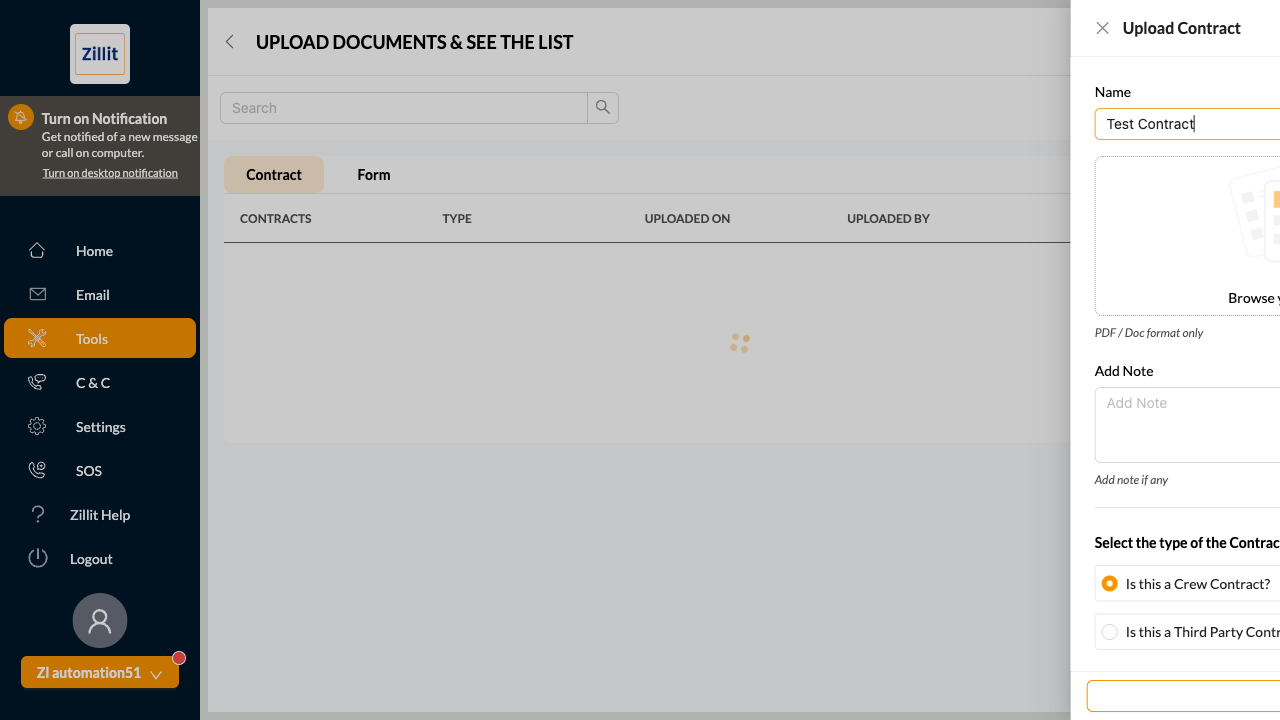 Zillit
Turn on Notification
Get notified of a new message
or call on computer.
Turn on desktop notification
Home
Email
Tools
C & C
Settings
SOS
Zillit Help
Logout
ZI automation51
UPLOAD DOCUMENTS & SEE THE LIST
Search
Contract Form
CONTRACTS TYPE UPLOADED ON UPLOADED BY
Upload Contract
Name
Test Contract
Browse
PDF / Doc format only
Add Note
Add Note
Add note if any
Select the type of the Contrac
Is this a Crew Contract?
Is this a Third Party Contr